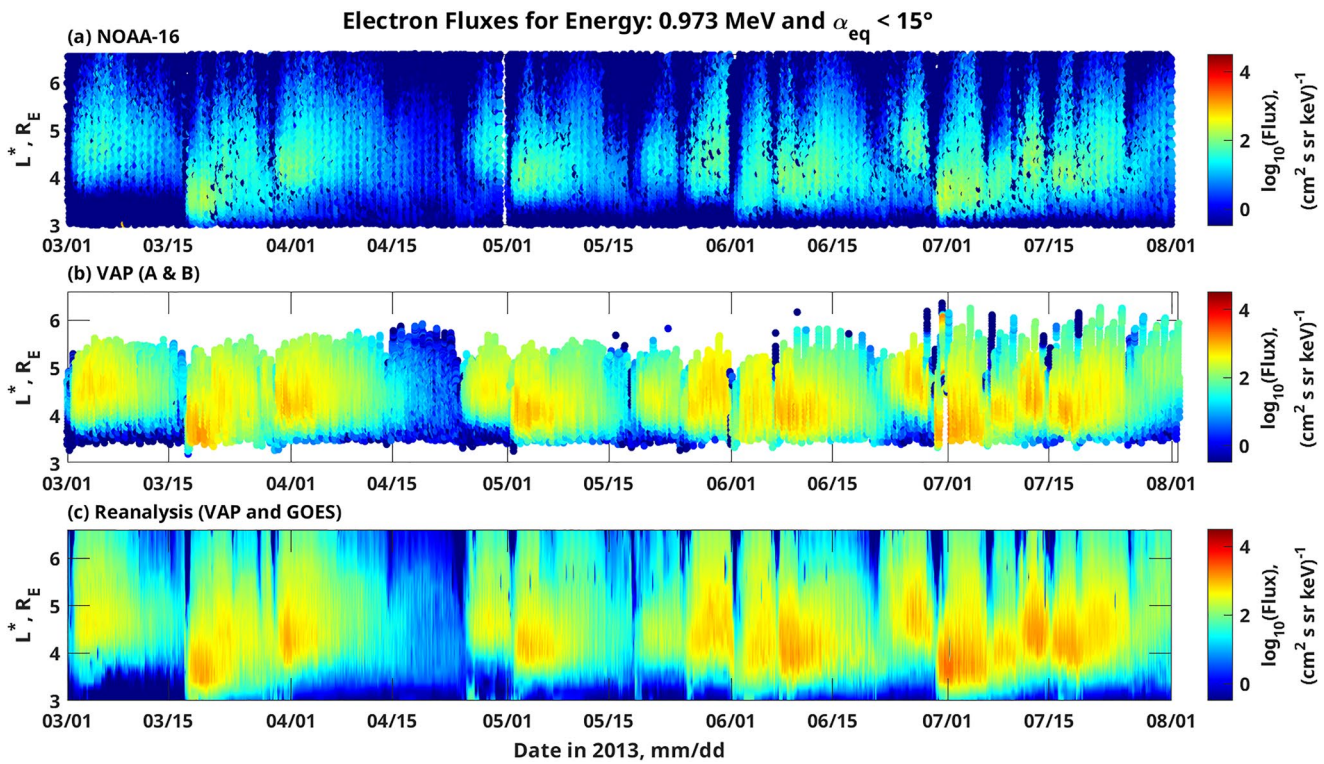 Electron Fluxes for Energy: 0.973 MeV and α_eq < 15°
(a) NOAA-16
6
5
4
3
L*, R_E
03/01 03/15 04/01 04/15 05/01 05/15 06/01 06/15 07/01 07/15 08/01
4
2
0
log₁₀(Flux),
(cm² s sr keV)⁻¹
(b) VAP (A & B)
6
5
4
3
L*, R_E
03/01 03/15 04/01 04/15 05/01 05/15 06/01 06/15 07/01 07/15 08/01
4
2
0
log₁₀(Flux),
(cm² s sr keV)⁻¹
(c) Reanalysis (VAP and GOES)
6
5
4
3
L*, R_E
03/01 03/15 04/01 04/15 05/01 05/15 06/01 06/15 07/01 07/15 08/01
4
2
0
log₁₀(Flux),
(cm² s sr keV)⁻¹
Date in 2013, mm/dd